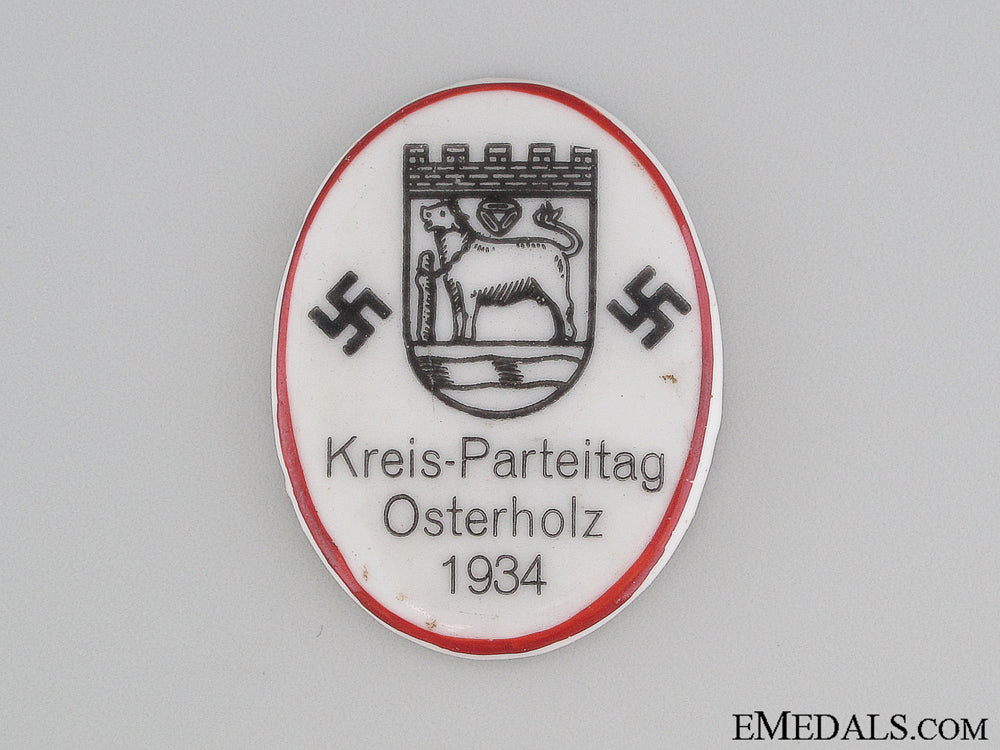 Kreis-Parteitag
Osterholz
1934
EMEDALS.COM